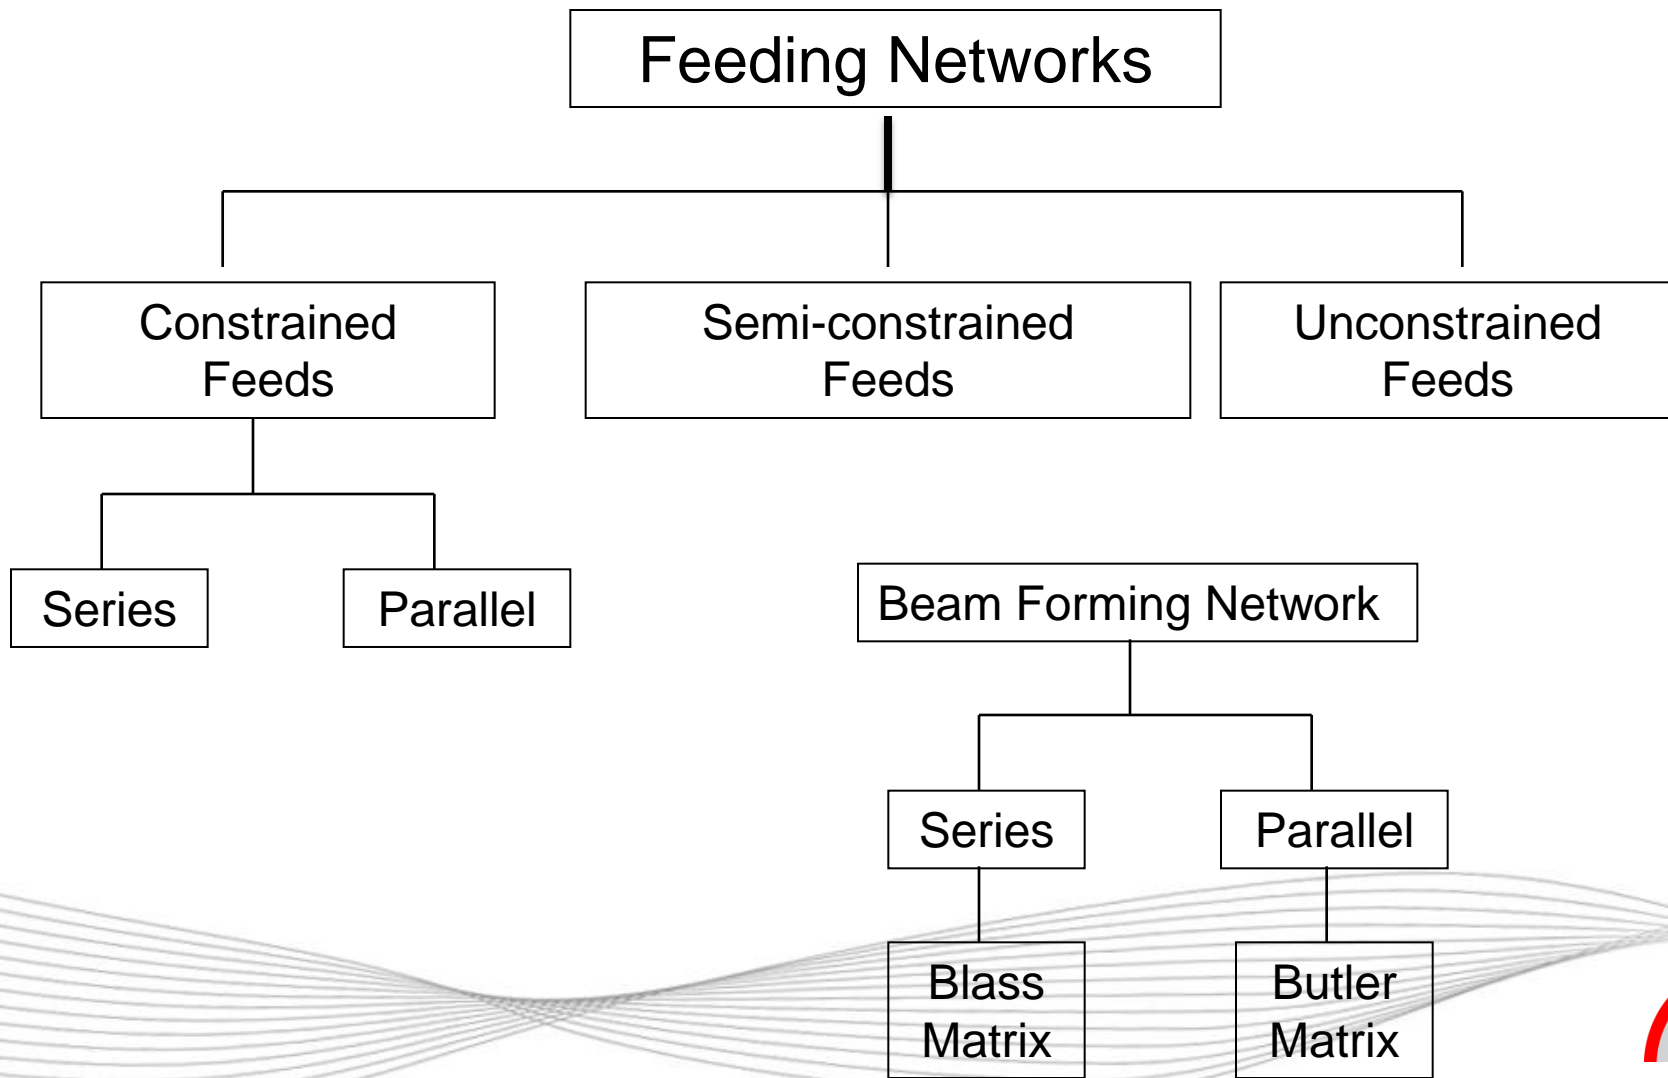 Feeding Networks
Constrained
Feeds
Semi-constrained
Feeds
Unconstrained
Feeds
Series
Parallel
Beam Forming Network
Series
Parallel
Blass
Matrix
Butler
Matrix